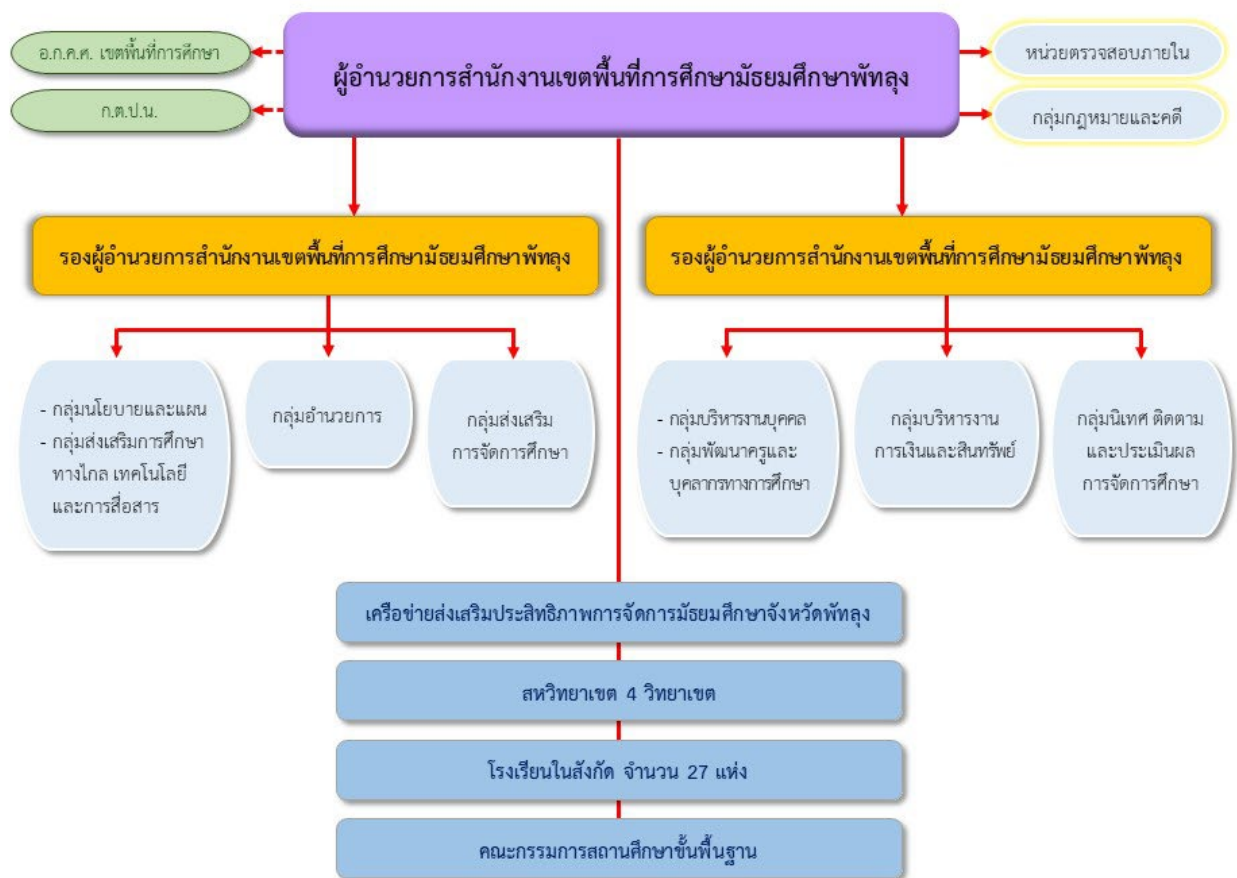 อ.ก.ค.ศ. เขตพื้นที่การศึกษา
ก.ต.ป.น.
ผู้อำนวยการสำนักงานเขตพื้นที่การศึกษามัธยมศึกษาพัทลุง
หน่วยตรวจสอบภายใน
กลุ่มกฎหมายและคดี
รองผู้อำนวยการสำนักงานเขตพื้นที่การศึกษามัธยมศึกษาพัทลุง
รองผู้อำนวยการสำนักงานเขตพื้นที่การศึกษามัธยมศึกษาพัทลุง
- กลุ่มนโยบายและแผน
- กลุ่มส่งเสริมการศึกษา
ทางไกล เทคโนโลยี
และการสื่อสาร
กลุ่มอำนวยการ
กลุ่มส่งเสริม
การจัดการศึกษา
- กลุ่มบริหารงานบุคคล
- กลุ่มพัฒนาครูและ
บุคลากรทางการศึกษา
กลุ่มบริหารงาน
การเงินและสินทรัพย์
กลุ่มนิเทศ ติดตาม
และประเมินผล
การจัดการศึกษา
เครือข่ายส่งเสริมประสิทธิภาพการจัดการมัธยมศึกษาจังหวัดพัทลุง
สหวิทยาเขต 4 วิทยาเขต
โรงเรียนในสังกัด จำนวน 27 แห่ง
คณะกรรมการสถานศึกษาขั้นพื้นฐาน